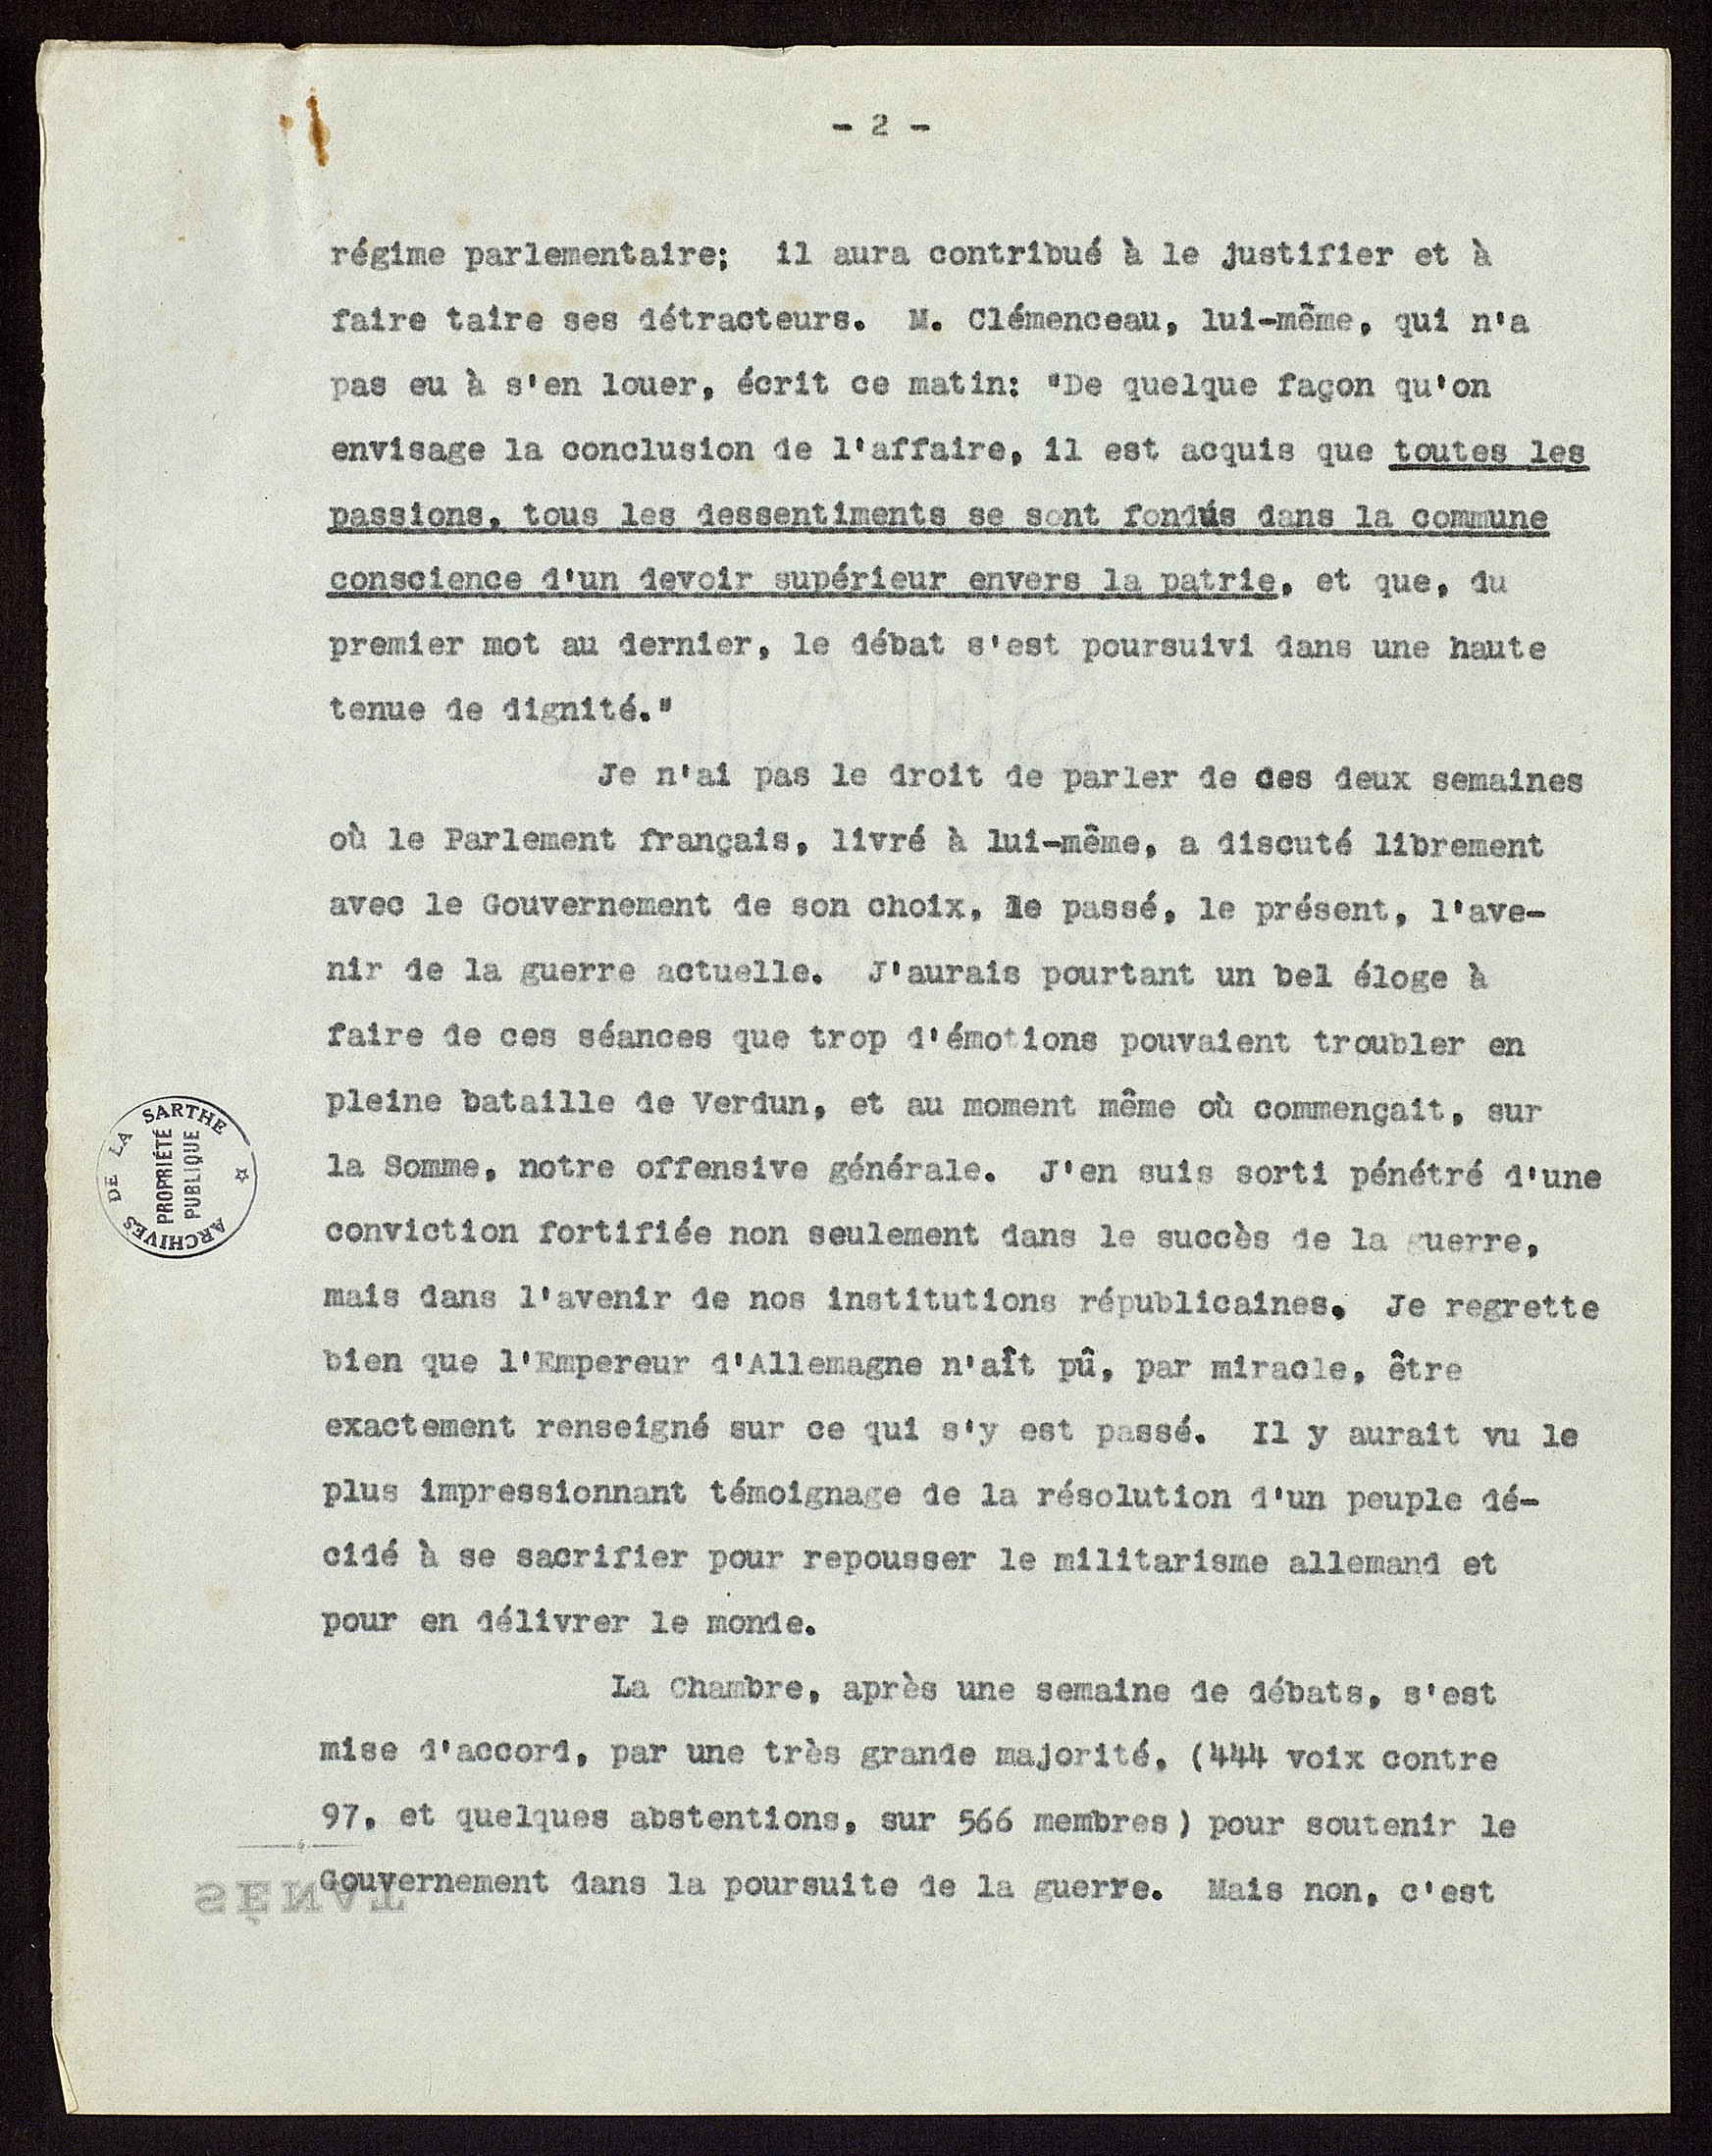 - 2 -
régime parlementaire; il aura contribué à le justifier et à
faire taire ses détracteurs. M. Clémenceau, lui-même, qui n'a
pas eu à s'en louer, écrit ce matin: "De quelque façon qu'on
envisage la conclusion de l'affaire, il est acquis que toutes les
passions, tous les dessentiments se sont fondus dans la commune
conscience d'un devoir supérieur envers la patrie, et que, du
premier mot au dernier, le débat s'est poursuivi dans une haute
tenue de dignité."
Je n'ai pas le droit de parler de ces deux semaines
où le Parlement français, livré à lui-même, a discuté librement
avec le Gouvernement de son choix, le passé, le présent, l'ave-
nir de la guerre actuelle. J'aurais pourtant un bel éloge à
faire de ces séances que trop d'émotions pouvaient troubler en
pleine bataille de Verdun, et au moment même où commençait, sur
la Somme, notre offensive générale. J'en suis sorti pénétré d'une
conviction fortifiée non seulement dans le succès de la guerre,
mais dans l'avenir de nos institutions républicaines. Je regrette
bien que l'Empereur d'Allemagne n'aît pû, par miracle, être
exactement renseigné sur ce qui s'y est passé. Il y aurait vu le
plus impressionnant témoignage de la résolution d'un peuple dé-
cidé à se sacrifier pour repousser le militarisme allemand et
pour en délivrer le monde.
La Chambre, après une semaine de débats, s'est
mise d'accord, par une très grande majorité, (444 voix contre
97, et quelques abstentions, sur 566 membres) pour soutenir le
Gouvernement dans la poursuite de la guerre. Mais non, c'est
SÉNAT
ARCHIVES DE LA SARTHE
PROPRIÉTÉ
PUBLIQUE